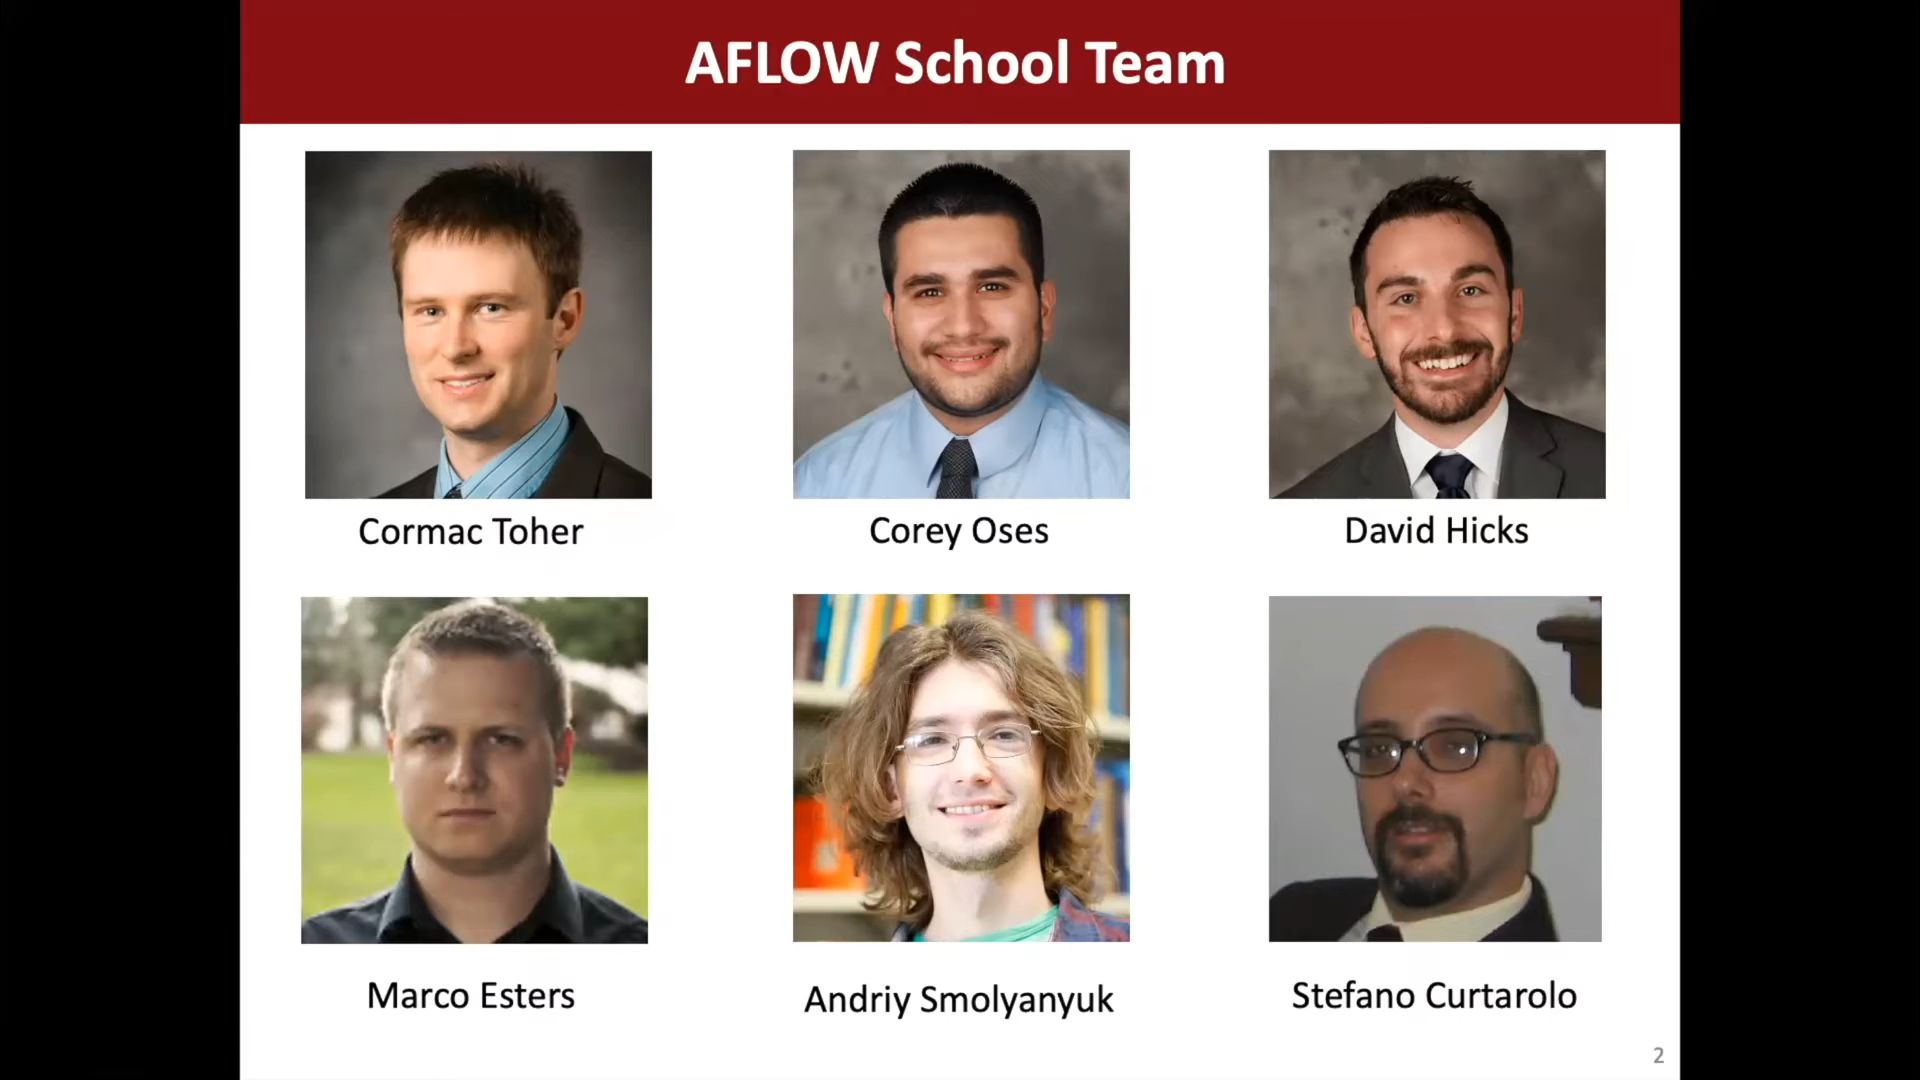 AFLOW School Team
Cormac Toher
Corey Oses
David Hicks
Marco Esters
Andriy Smolyanyuk
Stefano Curtarolo
2